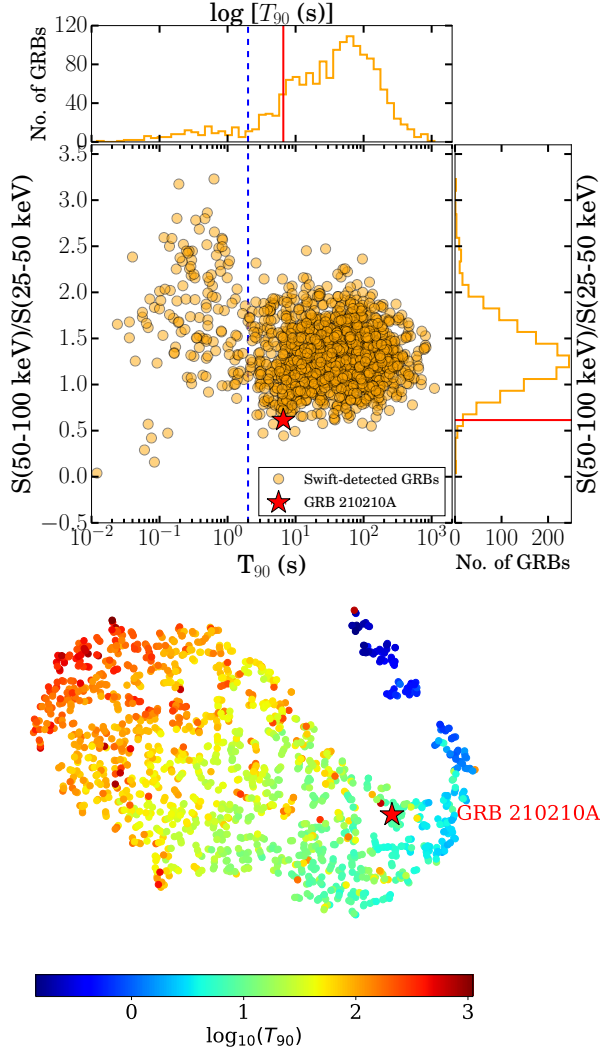 log [T90 (s)]
120
80
40
0
No. of GRBs
3.5
3.0
2.5
2.0
1.5
1.0
0.5
0.0
−0.5
S(50-100 keV)/S(25-50 keV)
Swift-detected GRBs
GRB 210210A
10−2 10−1 100 101 102 103
T90 (s)
0 100 200
No. of GRBs
S(50-100 keV)/S(25-50 keV)
GRB 210210A
0 1 2 3
log10(T90)